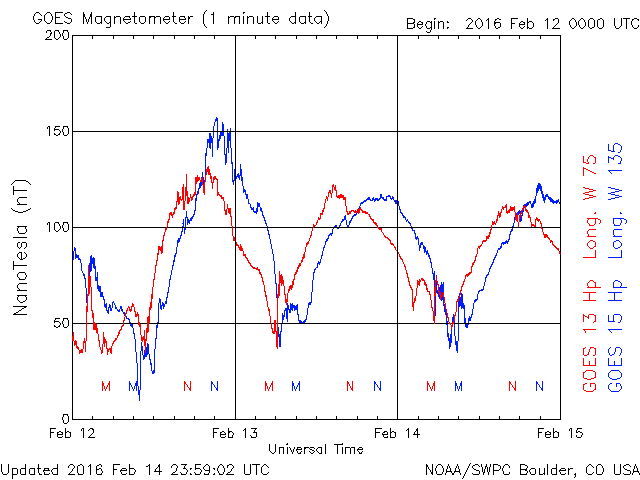 GOES Magnetometer (1 minute data)
Begin: 2016 Feb 12 0000 UTC
200
150
100
50
0
NanoTesla (nT)
M M N N M M N N M M N N
Feb 12 Feb 13 Feb 14 Feb 15
Universal Time
GOES 13 Hp Long. W 75
GOES 15 Hp Long. W 135
Updated 2016 Feb 14 23:59:02 UTC
NOAA/SWPC Boulder, CO USA